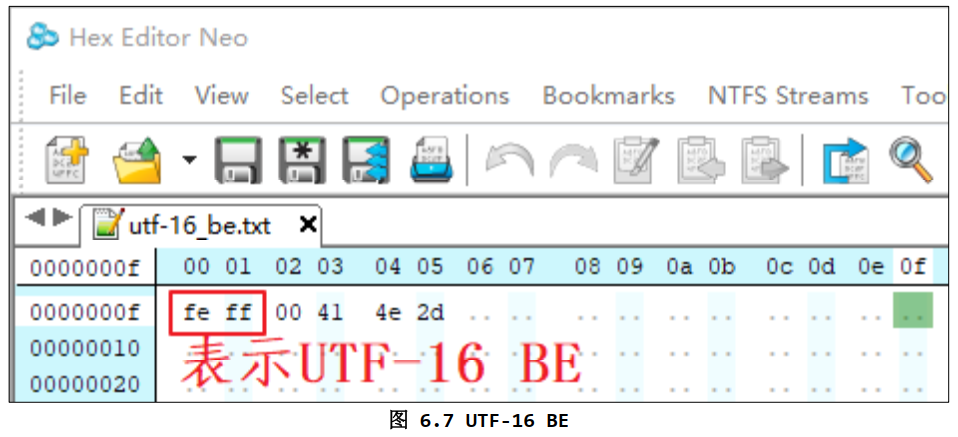 Hex Editor Neo
File Edit View Select Operations Bookmarks NTFS Streams Too
utf-16_be.txt
0000000f 00 01 02 03 04 05 06 07 08 09 0a 0b 0c 0d 0e 0f
0000000f fe ff 00 41 4e 2d .. .. .. .. .. .. .. .. .. ..
00000010
00000020
表示UTF-16 BE
图 6.7 UTF-16 BE